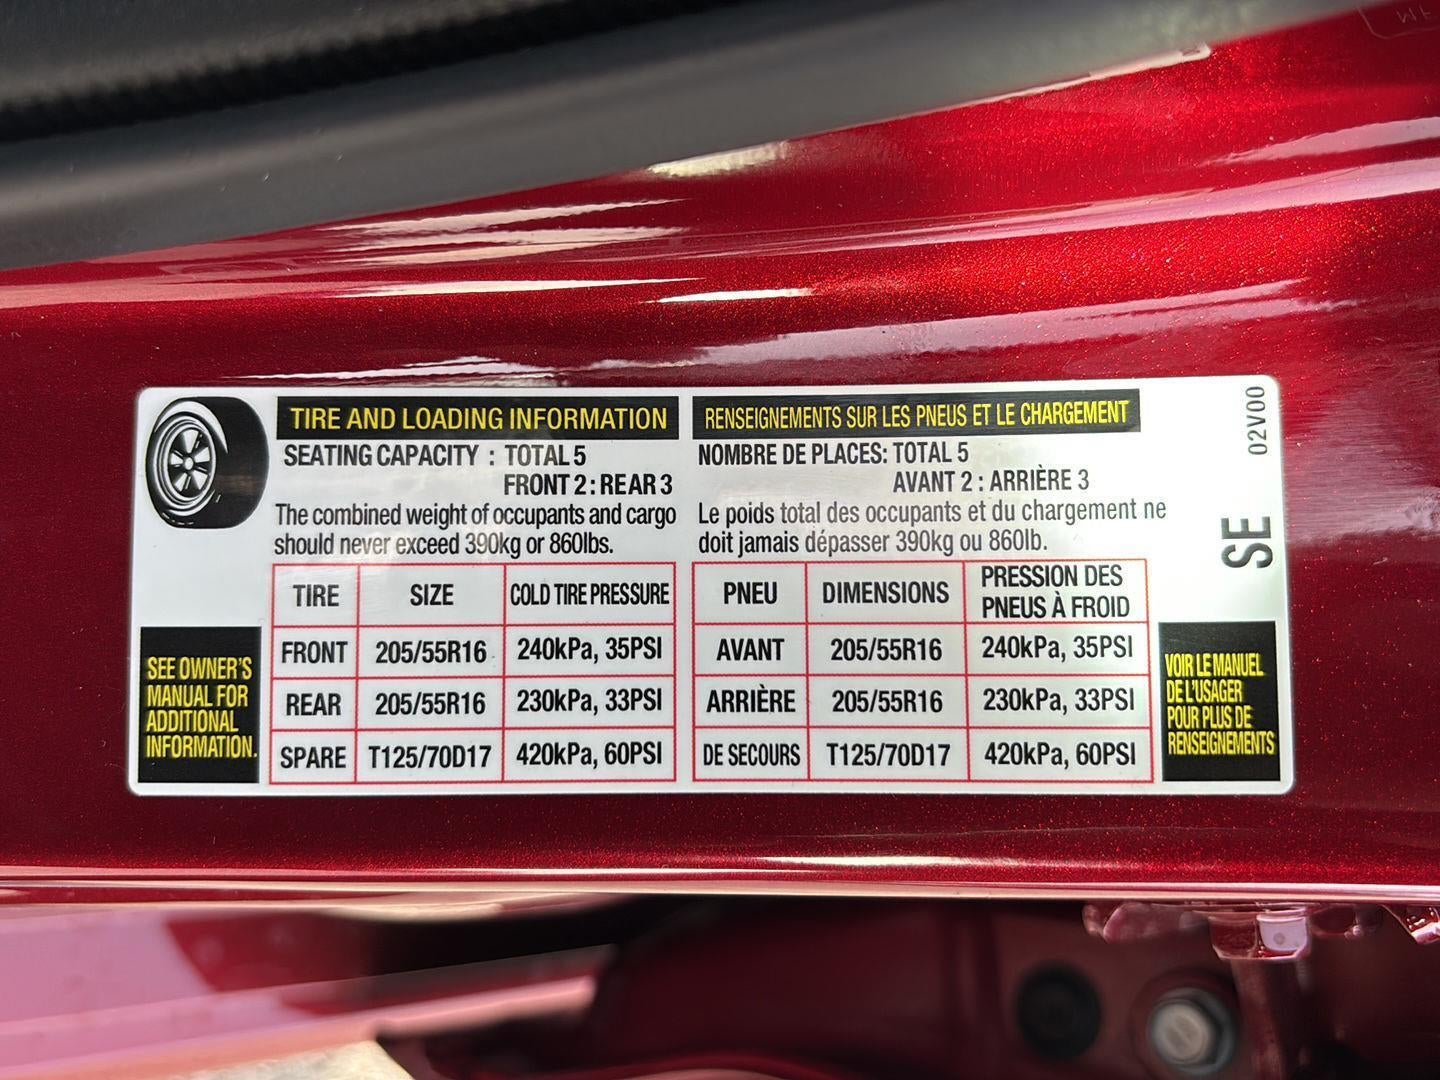 TIRE AND LOADING INFORMATION
SEATING CAPACITY : TOTAL 5
FRONT 2 : REAR 3
The combined weight of occupants and cargo
should never exceed 390kg or 860lbs.
TIRE SIZE COLD TIRE PRESSURE
FRONT 205/55R16 240kPa, 35PSI
REAR 205/55R16 230kPa, 33PSI
SPARE T125/70D17 420kPa, 60PSI
SEE OWNER'S
MANUAL FOR
ADDITIONAL
INFORMATION.
RENSEIGNEMENTS SUR LES PNEUS ET LE CHARGEMENT
NOMBRE DE PLACES: TOTAL 5
AVANT 2 : ARRIÈRE 3
Le poids total des occupants et du chargement ne
doit jamais dépasser 390kg ou 860lb.
PNEU DIMENSIONS PRESSION DES
PNEUS À FROID
AVANT 205/55R16 240kPa, 35PSI
ARRIÈRE 205/55R16 230kPa, 33PSI
DE SECOURS T125/70D17 420kPa, 60PSI
VOIR LE MANUEL
DE L'USAGER
POUR PLUS DE
RENSEIGNEMENTS
02V00
SE